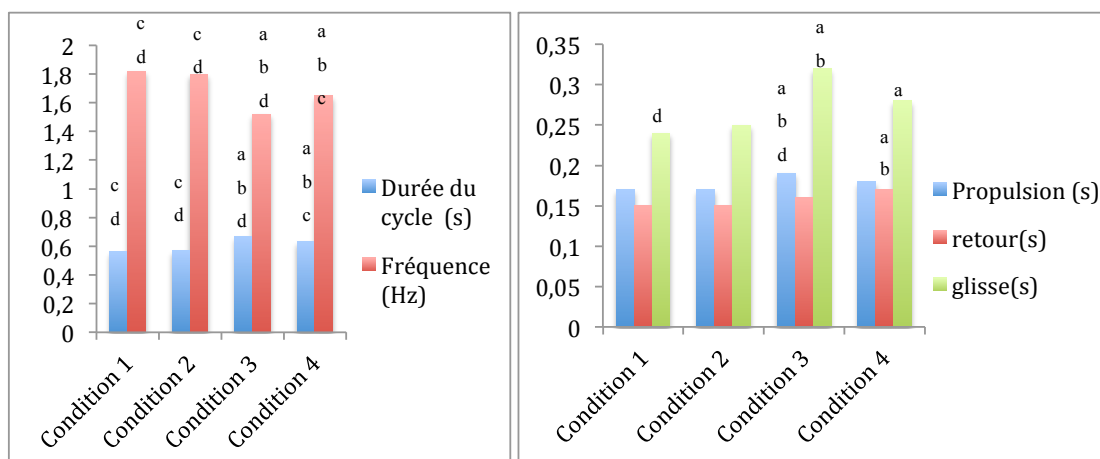 c
d
c
d
a
b
d
a
b
c
c
d
c
d
a
b
d
a
b
c
2
1,8
1,6
1,4
1,2
1
0,8
0,6
0,4
0,2
0
Durée du
cycle (s)
Fréquence
(Hz)
Condition 1
Condition 2
Condition 3
Condition 4
0,35
0,3
0,25
0,2
0,15
0,1
0,05
0
d
a
b
d
a
b
a
b
a
Propulsion (s)
retour(s)
glisse(s)
Condition 1
Condition 2
Condition 3
Condition 4